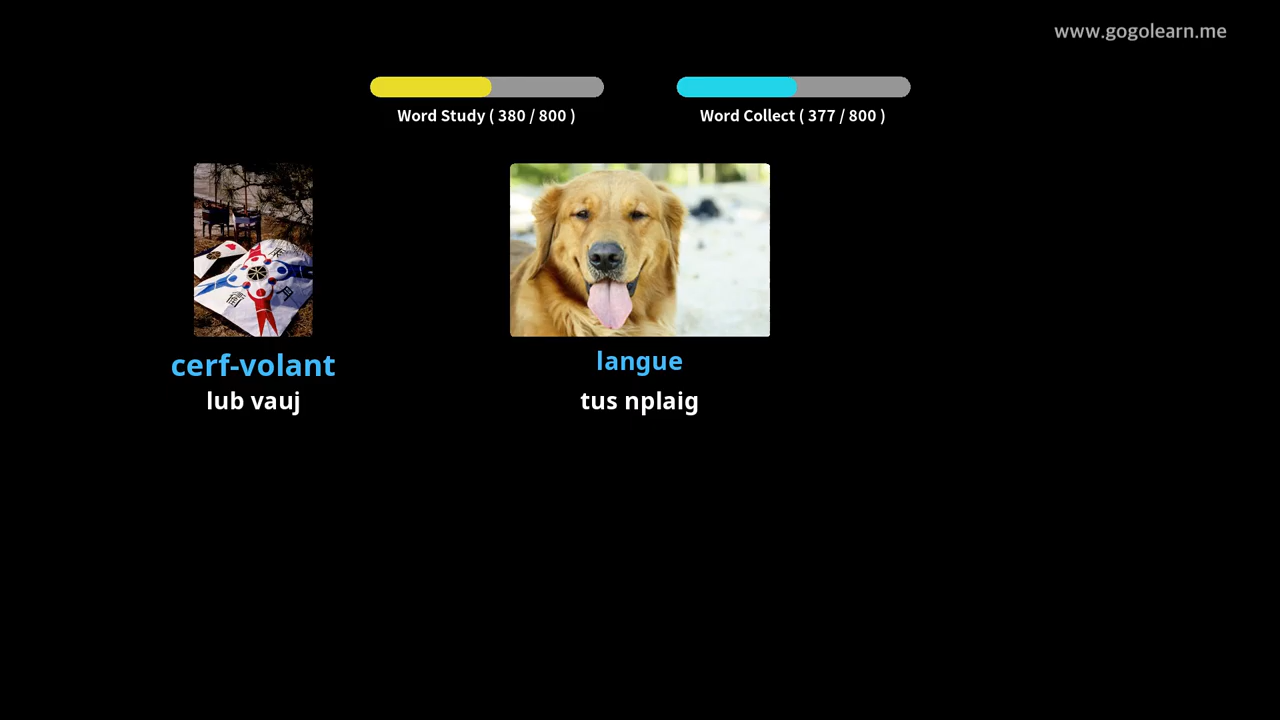 www.gogolearn.me
Word Study ( 380 / 800 )
Word Collect ( 377 / 800 )
cerf-volant
lub vauj
langue
tus nplaig